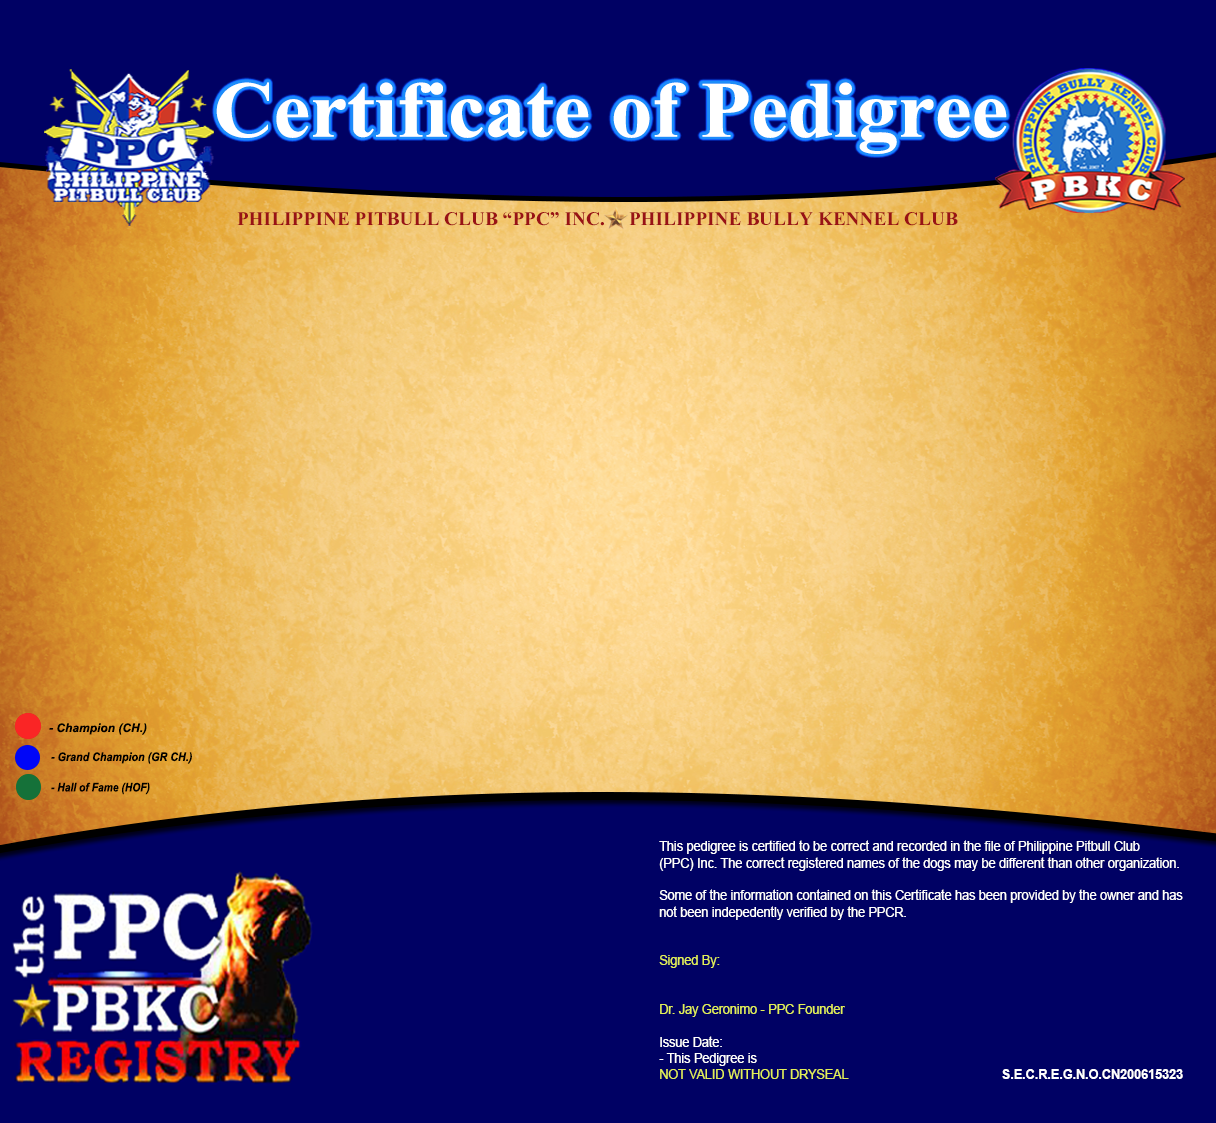 Certificate of Pedigree
PPC
PHILIPPINE
PITBULL CLUB
PHILIPPINE BULLY KENNEL CLUB
est. 2007
PBKC
PHILIPPINE PITBULL CLUB “PPC” INC. PHILIPPINE BULLY KENNEL CLUB
- Champion (CH.)
- Grand Champion (GR CH.)
- Hall of Fame (HOF)
the PPC
PBKC
REGISTRY
This pedigree is certified to be correct and recorded in the file of Philippine Pitbull Club
(PPC) Inc. The correct registered names of the dogs may be different than other organization.
Some of the information contained on this Certificate has been provided by the owner and has
not been indepedently verified by the PPCR.
Signed By:
Dr. Jay Geronimo - PPC Founder
Issue Date:
- This Pedigree is
NOT VALID WITHOUT DRYSEAL
S.E.C.R.E.G.N.O.CN200615323